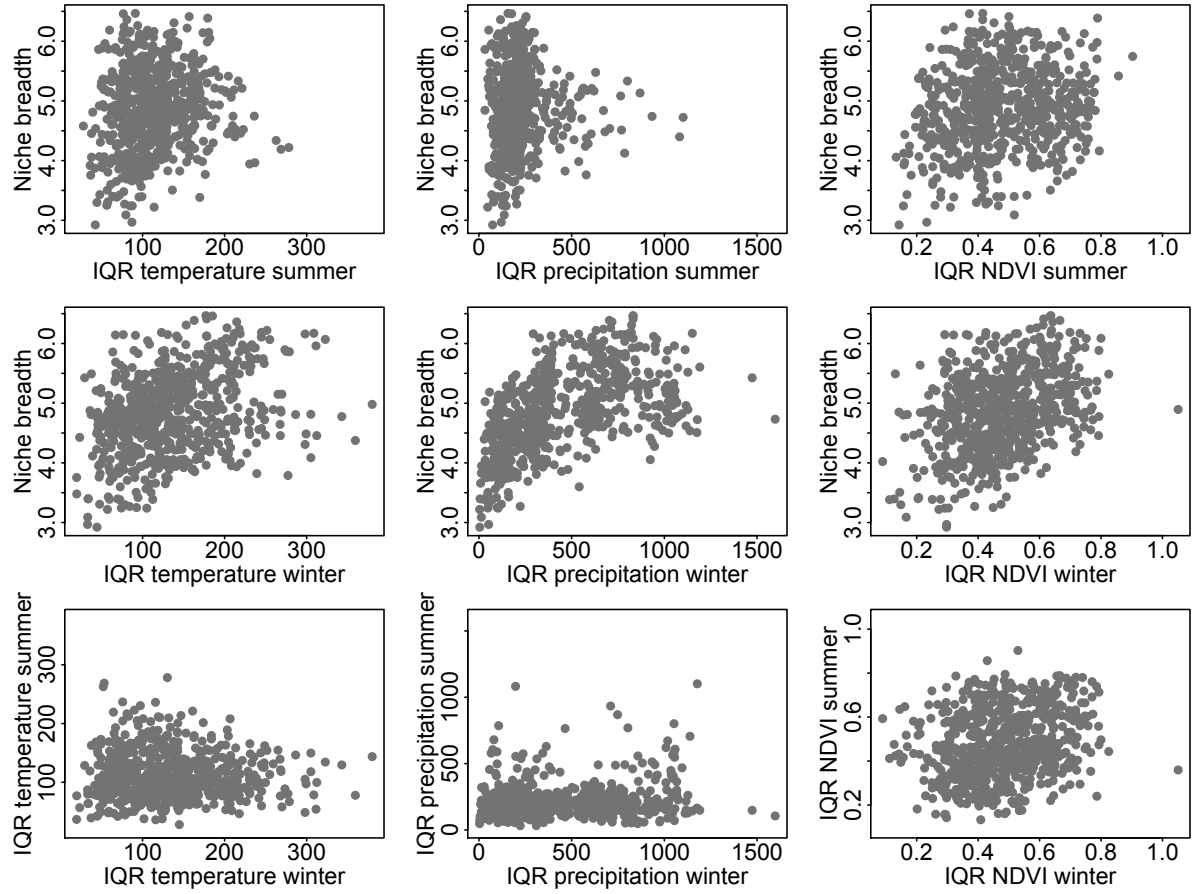 Niche breadth
3.0 4.0 5.0 6.0
100 200 300
IQR temperature summer
Niche breadth
3.0 4.0 5.0 6.0
0 500 1000 1500
IQR precipitation summer
Niche breadth
3.0 4.0 5.0 6.0
0.2 0.4 0.6 0.8 1.0
IQR NDVI summer
Niche breadth
3.0 4.0 5.0 6.0
100 200 300
IQR temperature winter
Niche breadth
3.0 4.0 5.0 6.0
0 500 1000 1500
IQR precipitation winter
Niche breadth
3.0 4.0 5.0 6.0
0.2 0.4 0.6 0.8 1.0
IQR NDVI winter
IQR temperature summer
100 200 300
100 200 300
IQR temperature winter
IQR precipitation summer
0 500 1000
0 500 1000 1500
IQR precipitation winter
IQR NDVI summer
0.2 0.6 1.0
0.2 0.4 0.6 0.8 1.0
IQR NDVI winter